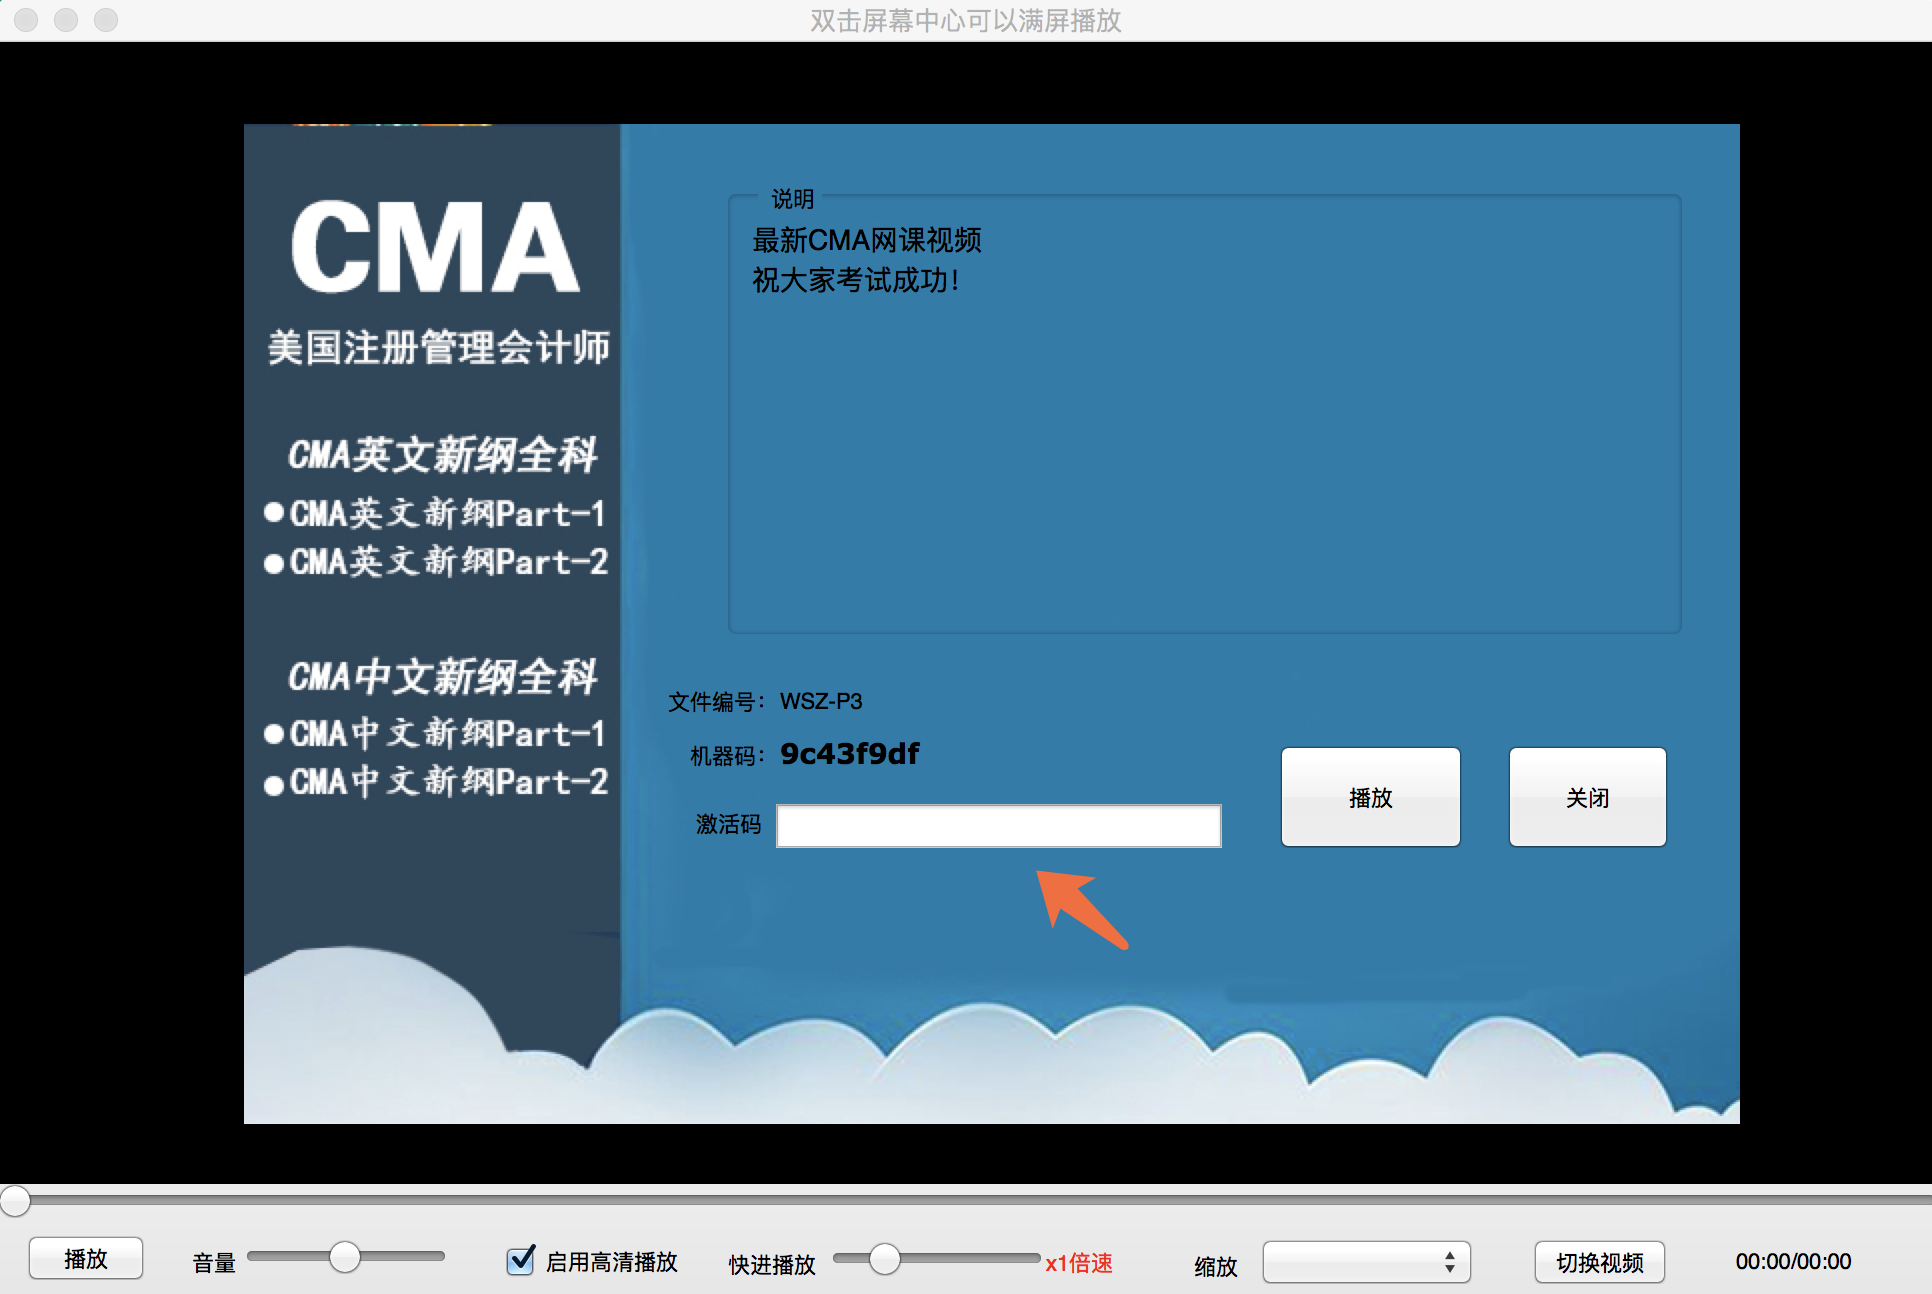 双击屏幕中心可以满屏播放
CMA
美国注册管理会计师
CMA英文新纲全科
CMA英文新纲Part-1
CMA英文新纲Part-2
CMA中文新纲全科
CMA中文新纲Part-1
CMA中文新纲Part-2
说明
最新CMA网课视频
祝大家考试成功！
文件编号： WSZ-P3
机器码： 9c43f9df
激活码
播放
关闭
播放 音量 启用高清播放 快进播放 x1倍速 缩放 切换视频 00:00/00:00